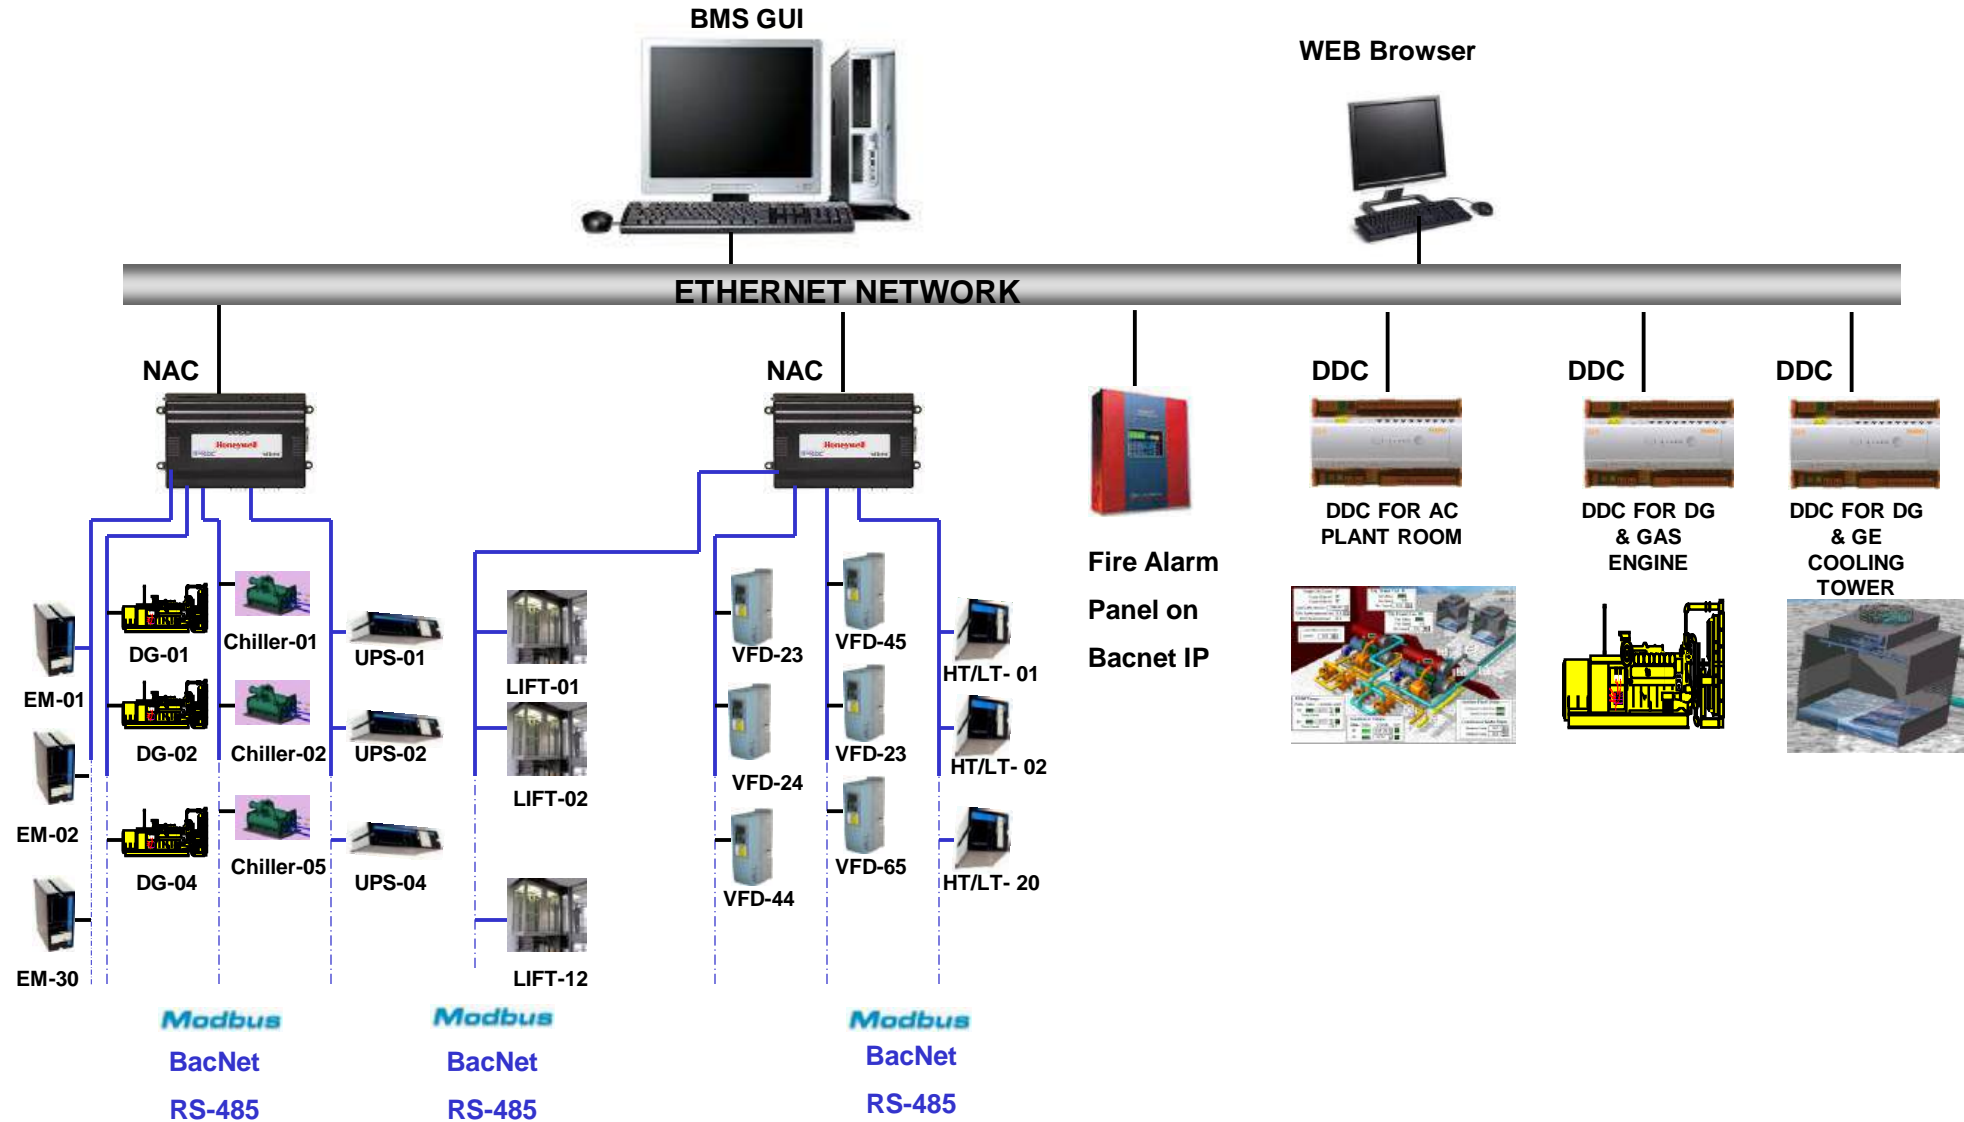 BMS GUI
WEB Browser
ETHERNET NETWORK
NAC
NAC
DDC
DDC
DDC
Honeywell
Honeywell
DDC FOR AC
PLANT ROOM
DDC FOR DG
& GAS
ENGINE
DDC FOR DG
& GE
COOLING
TOWER
Fire Alarm
Panel on
Bacnet IP
EM-01
EM-02
EM-30
DG-01
DG-02
DG-04
Chiller-01
Chiller-02
Chiller-05
UPS-01
UPS-02
UPS-04
LIFT-01
LIFT-02
LIFT-12
VFD-23
VFD-24
VFD-44
VFD-45
VFD-23
VFD-65
HT/LT- 01
HT/LT- 02
HT/LT- 20
Modbus
BacNet
RS-485
Modbus
BacNet
RS-485
Modbus
BacNet
RS-485